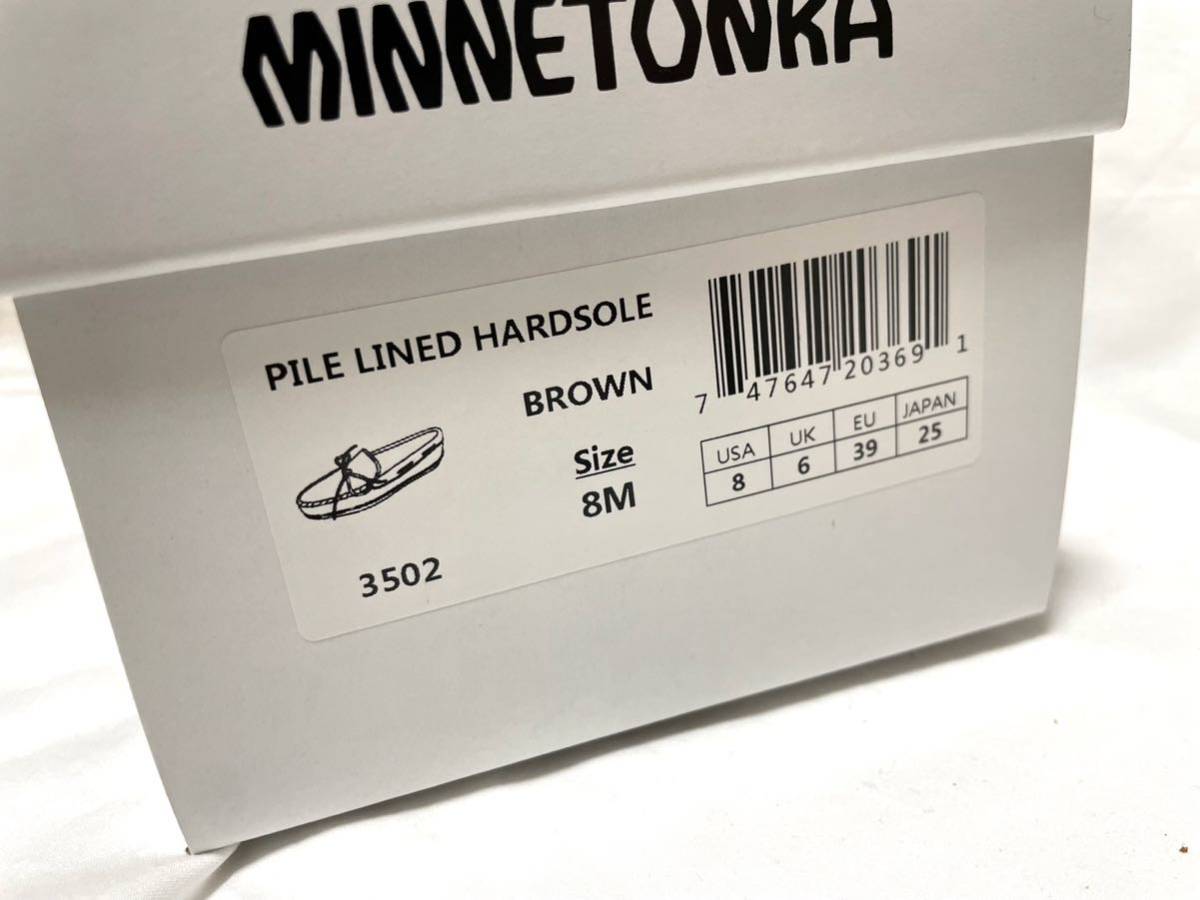 MINNETONKA
PILE LINED HARDSOLE
BROWN
Size
8M
3502
7 47647 20369 1
USA UK EU JAPAN
8 6 39 25